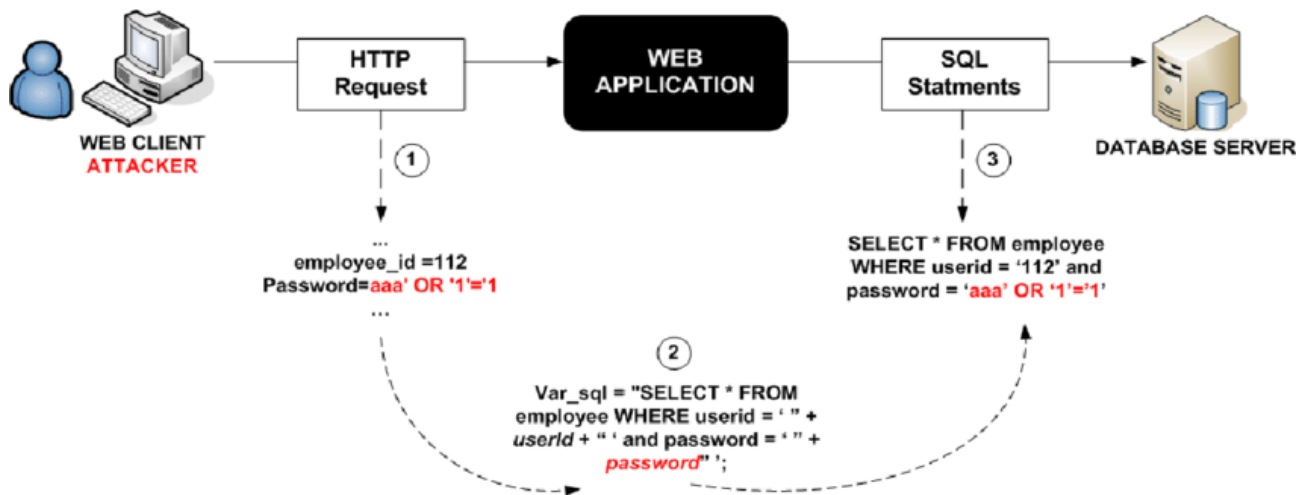 HTTP
Request
WEB
APPLICATION
SQL
Statments
WEB CLIENT
ATTACKER
DATABASE SERVER
1
...
employee_id =112
Password=aaa' OR '1'='1
...
2
Var_sql = "SELECT * FROM
employee WHERE userid = ‘ ” +
userId + “ ‘ and password = ‘ ” +
password” ’;
3
SELECT * FROM employee
WHERE userid = ‘112’ and
password = ‘aaa’ OR ‘1’=’1’